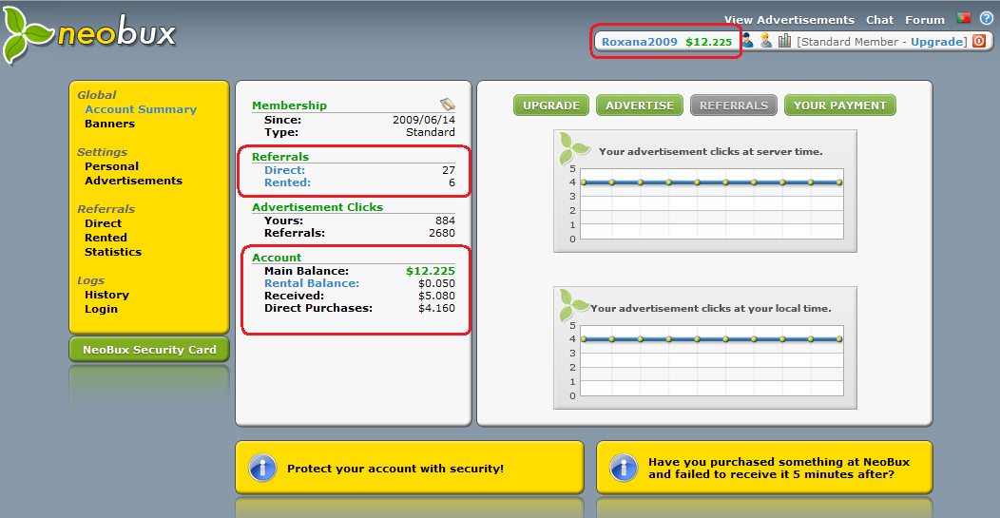 neobux
View Advertisements Chat Forum
Roxana2009 $12.225 [Standard Member - Upgrade]
Global
Account Summary
Banners
Settings
Personal
Advertisements
Referrals
Direct
Rented
Statistics
Logs
History
Login
NeoBux Security Card
Membership
Since: 2009/06/14
Type: Standard
Referrals
Direct: 27
Rented: 6
Advertisement Clicks
Yours: 884
Referrals: 2680
Account
Main Balance: $12.225
Rental Balance: $0.050
Received: $5.080
Direct Purchases: $4.160
UPGRADE ADVERTISE REFERRALS YOUR PAYMENT
Your advertisement clicks at server time.
5
4
3
2
1
0
Your advertisement clicks at your local time.
5
4
3
2
1
0
Protect your account with security!
Have you purchased something at NeoBux
and failed to receive it 5 minutes after?